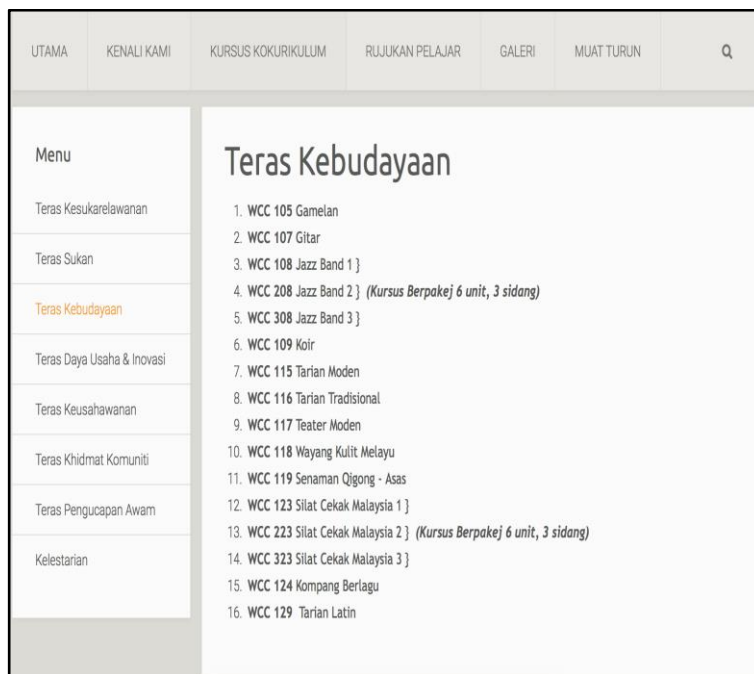 UTAMA KENALI KAMI KURSUS KOKURIKULUM RUJUKAN PELAJAR GALERI MUAT TURUN
Menu
Teras Kesukarelawanan
Teras Sukan
Teras Kebudayaan
Teras Daya Usaha & Inovasi
Teras Keusahawanan
Teras Khidmat Komuniti
Teras Pengucapan Awam
Kelestarian
Teras Kebudayaan
1. WCC 105 Gamelan
2. WCC 107 Gitar
3. WCC 108 Jazz Band 1 }
4. WCC 208 Jazz Band 2 } (Kursus Berpakej 6 unit, 3 sidang)
5. WCC 308 Jazz Band 3 }
6. WCC 109 Koir
7. WCC 115 Tarian Moden
8. WCC 116 Tarian Tradisional
9. WCC 117 Teater Moden
10. WCC 118 Wayang Kulit Melayu
11. WCC 119 Senaman Qigong - Asas
12. WCC 123 Silat Cekak Malaysia 1 }
13. WCC 223 Silat Cekak Malaysia 2 } (Kursus Berpakej 6 unit, 3 sidang)
14. WCC 323 Silat Cekak Malaysia 3 }
15. WCC 124 Kompang Berlagu
16. WCC 129 Tarian Latin